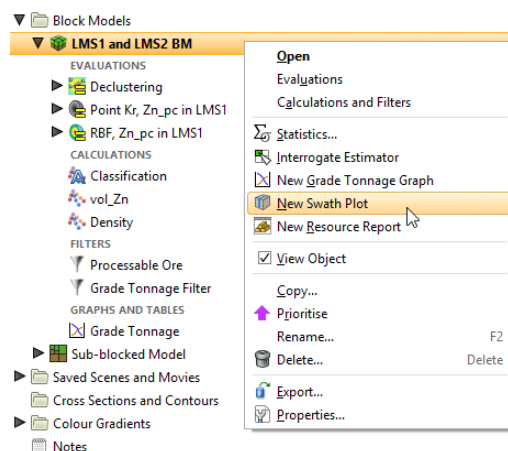 Block Models
LMS1 and LMS2 BM
EVALUATIONS
Declustering
Point Kr, Zn_pc in LMS1
RBF, Zn_pc in LMS1
CALCULATIONS
Classification
vol_Zn
Density
FILTERS
Processable Ore
Grade Tonnage Filter
GRAPHS AND TABLES
Grade Tonnage
Sub-blocked Model
Saved Scenes and Movies
Cross Sections and Contours
Colour Gradients
Notes
Open
Evaluations
Calculations and Filters
Statistics...
Interrogate Estimator
New Grade Tonnage Graph
New Swath Plot
New Resource Report
View Object
Copy...
Prioritise
Rename... F2
Delete... Delete
Export...
Properties...